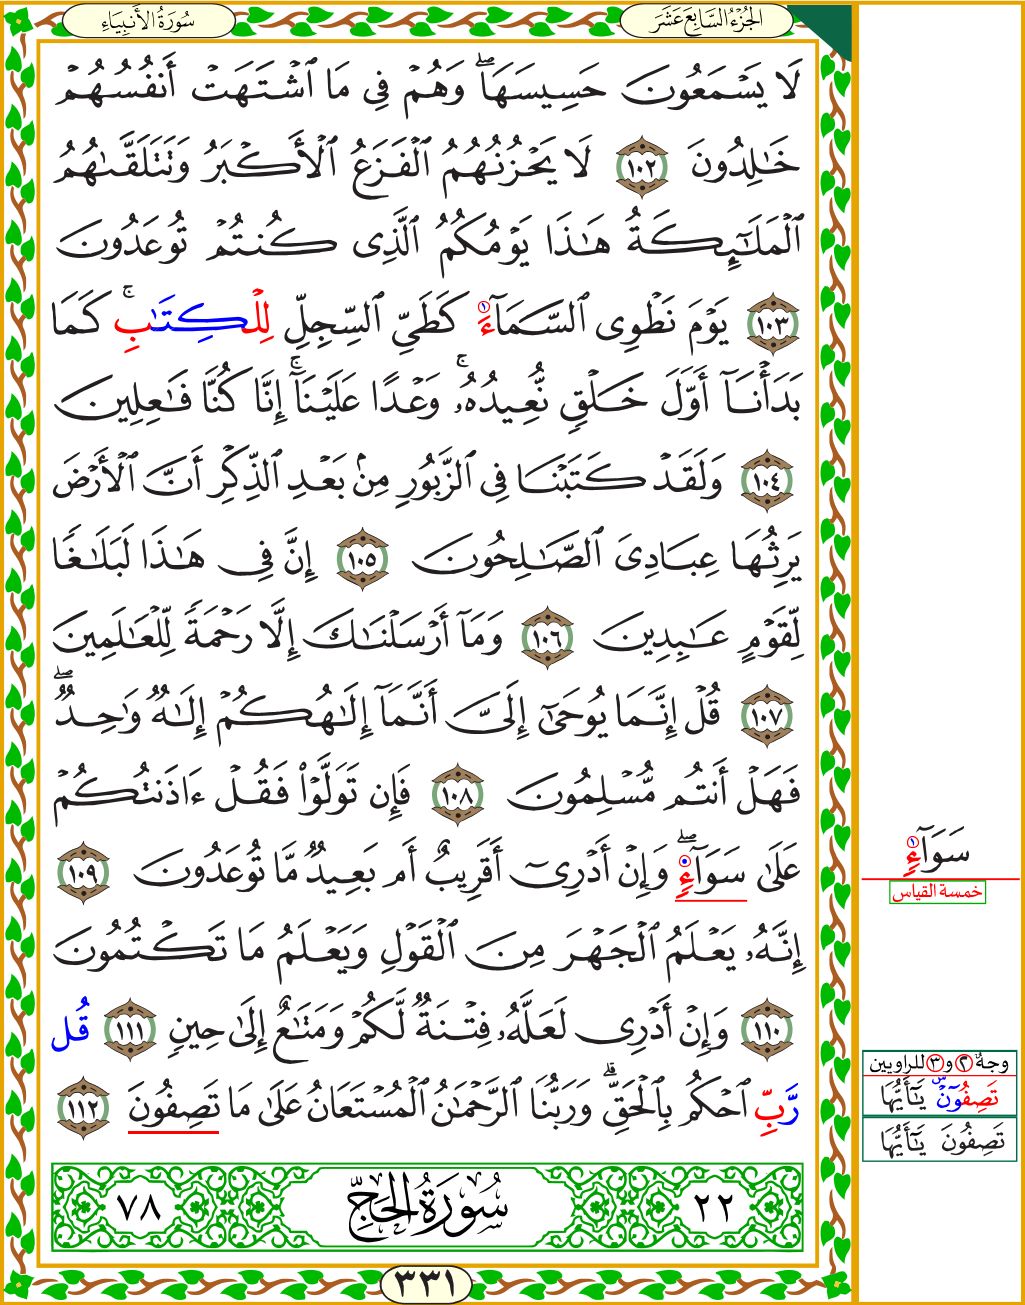 سُورَةُ الأَنبِيَاءِ
الجُزْءُ السَّابِعَ عَشَرَ
لَا يَسْمَعُونَ حَسِيسَهَاۖ وَهُمْ فِي مَا ٱشْتَهَتْ أَنفُسُهُمْ
خَٰلِدُونَ ١٠٢ لَا يَحْزُنُهُمُ ٱلْفَزَعُ ٱلْأَكْبَرُ وَتَتَلَقَّىٰهُمُ
ٱلْمَلَٰٓئِكَةُ هَٰذَا يَوْمُكُمُ ٱلَّذِى كُنتُمْ تُوعَدُونَ
١٠٣ يَوْمَ نَطْوِى ٱلسَّمَآءَ كَطَيِّ ٱلسِّجِلِّ لِلْكِتَٰبِۚ كَمَا
بَدَأْنَآ أَوَّلَ خَلْقٍ نُّعِيدُهُۥۚ وَعْدًا عَلَيْنَآۚ إِنَّا كُنَّا فَٰعِلِينَ
١٠٤ وَلَقَدْ كَتَبْنَا فِي ٱلزَّبُورِ مِنۢ بَعْدِ ٱلذِّكْرِ أَنَّ ٱلْأَرْضَ
يَرِثُهَا عِبَادِىَ ٱلصَّٰلِحُونَ ١٠٥ إِنَّ فِي هَٰذَا لَبَلَٰغًا
لِّقَوْمٍ عَٰبِدِينَ ١٠٦ وَمَآ أَرْسَلْنَٰكَ إِلَّا رَحْمَةً لِّلْعَٰلَمِينَ
١٠٧ قُلْ إِنَّمَا يُوحَىٰٓ إِلَىَّ أَنَّمَآ إِلَٰهُكُمْ إِلَٰهٌ وَٰحِدٌۖ
فَهَلْ أَنتُم مُّسْلِمُونَ ١٠٨ فَإِن تَوَلَّوْا۟ فَقُلْ ءَاذَنتُكُمْ
عَلَىٰ سَوَآءٍۖ وَإِنْ أَدْرِىٓ أَقَرِيبٌ أَم بَعِيدٌ مَّا تُوعَدُونَ ١٠٩
إِنَّهُۥ يَعْلَمُ ٱلْجَهْرَ مِنَ ٱلْقَوْلِ وَيَعْلَمُ مَا تَكْتُمُونَ
١١٠ وَإِنْ أَدْرِى لَعَلَّهُۥ فِتْنَةٌ لَّكُمْ وَمَتَٰعٌ إِلَىٰ حِينٍ ١١١ قُل
رَّبِّ ٱحْكُم بِٱلْحَقِّۗ وَرَبُّنَا ٱلرَّحْمَٰنُ ٱلْمُسْتَعَانُ عَلَىٰ مَا تَصِفُونَ ١١٢
٢٢ سُورَةُ الحَجِّ ٧٨
٣٣١
سَوَآءٍ
خمسة القياس
وجه ٢ و ٣ للراويين
تَصِفُونَ يَٰٓأَيُّهَا
تَصِفُونَ يَٰٓأَيُّهَا